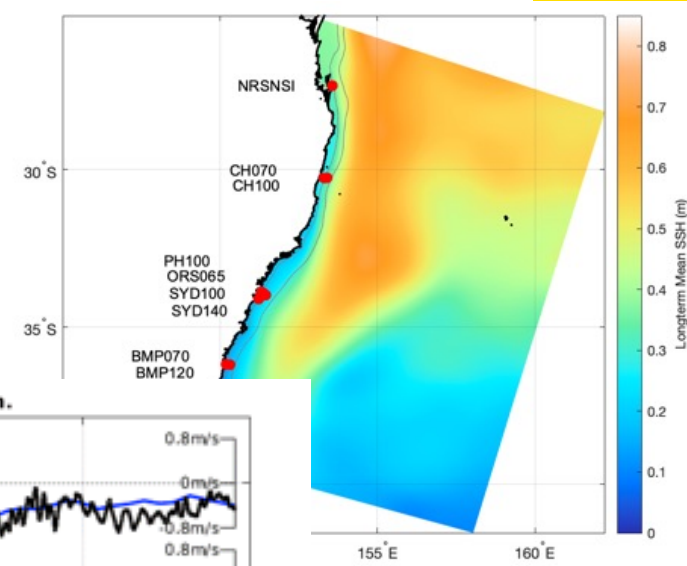 NRSNSI
CH070
CH100
30°S
PH100
ORS065
SYD100
SYD140
35°S
BMP070
BMP120
155°E
160°E
0.8
0.7
0.6
0.5
0.4
0.3
0.2
0.1
0
Longterm Mean SSH (m)
0.8m/s
0m/s
-0.8m/s
0.8m/s